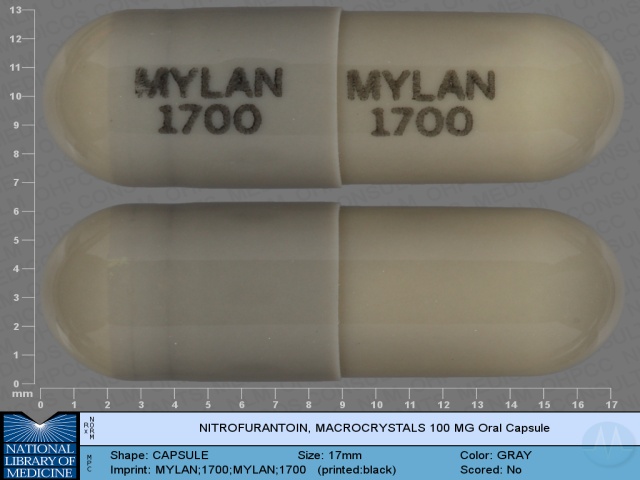 13
12
11
10
9
8
7
6
5
4
3
2
1
0
mm
MYLAN MYLAN
1700 1700
0 1 2 3 4 5 6 7 8 9 10 11 12 13 14 15 16 17
NATIONAL
LIBRARY OF
MEDICINE
Rx
NORM
NITROFURANTOIN, MACROCRYSTALS 100 MG Oral Capsule
MPC
Shape: CAPSULE Size: 17mm Color: GRAY
Imprint: MYLAN;1700;MYLAN;1700 (printed:black) Scored: No